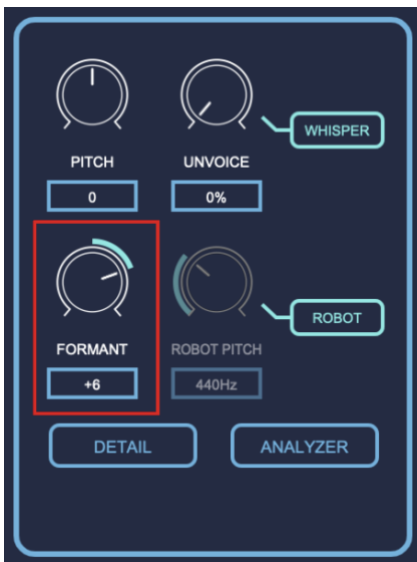 WHISPER
PITCH UNVOICE
0 0%
ROBOT
FORMANT ROBOT PITCH
+6 440Hz
DETAIL ANALYZER